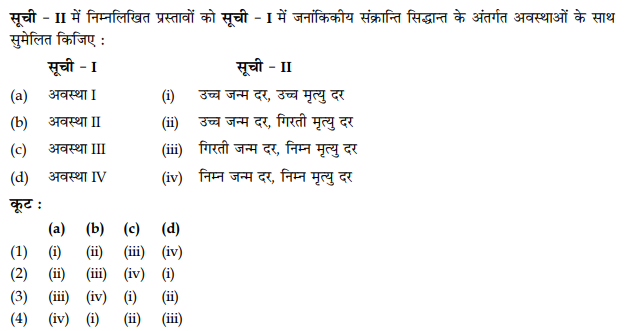 सूची – II में निम्नलिखित प्रस्तावों को सूची – I में जनांकिकीय संक्रान्ति सिद्धान्त के अंतर्गत अवस्थाओं के साथ
सुमेलित किजिए :
सूची – I सूची – II
(a) अवस्था I (i) उच्च जन्म दर, उच्च मृत्यु दर
(b) अवस्था II (ii) उच्च जन्म दर, गिरती मृत्यु दर
(c) अवस्था III (iii) गिरती जन्म दर, निम्न मृत्यु दर
(d) अवस्था IV (iv) निम्न जन्म दर, निम्न मृत्यु दर
कूट :
(a) (b) (c) (d)
(1) (i) (ii) (iii) (iv)
(2) (ii) (iii) (iv) (i)
(3) (iii) (iv) (i) (ii)
(4) (iv) (i) (ii) (iii)